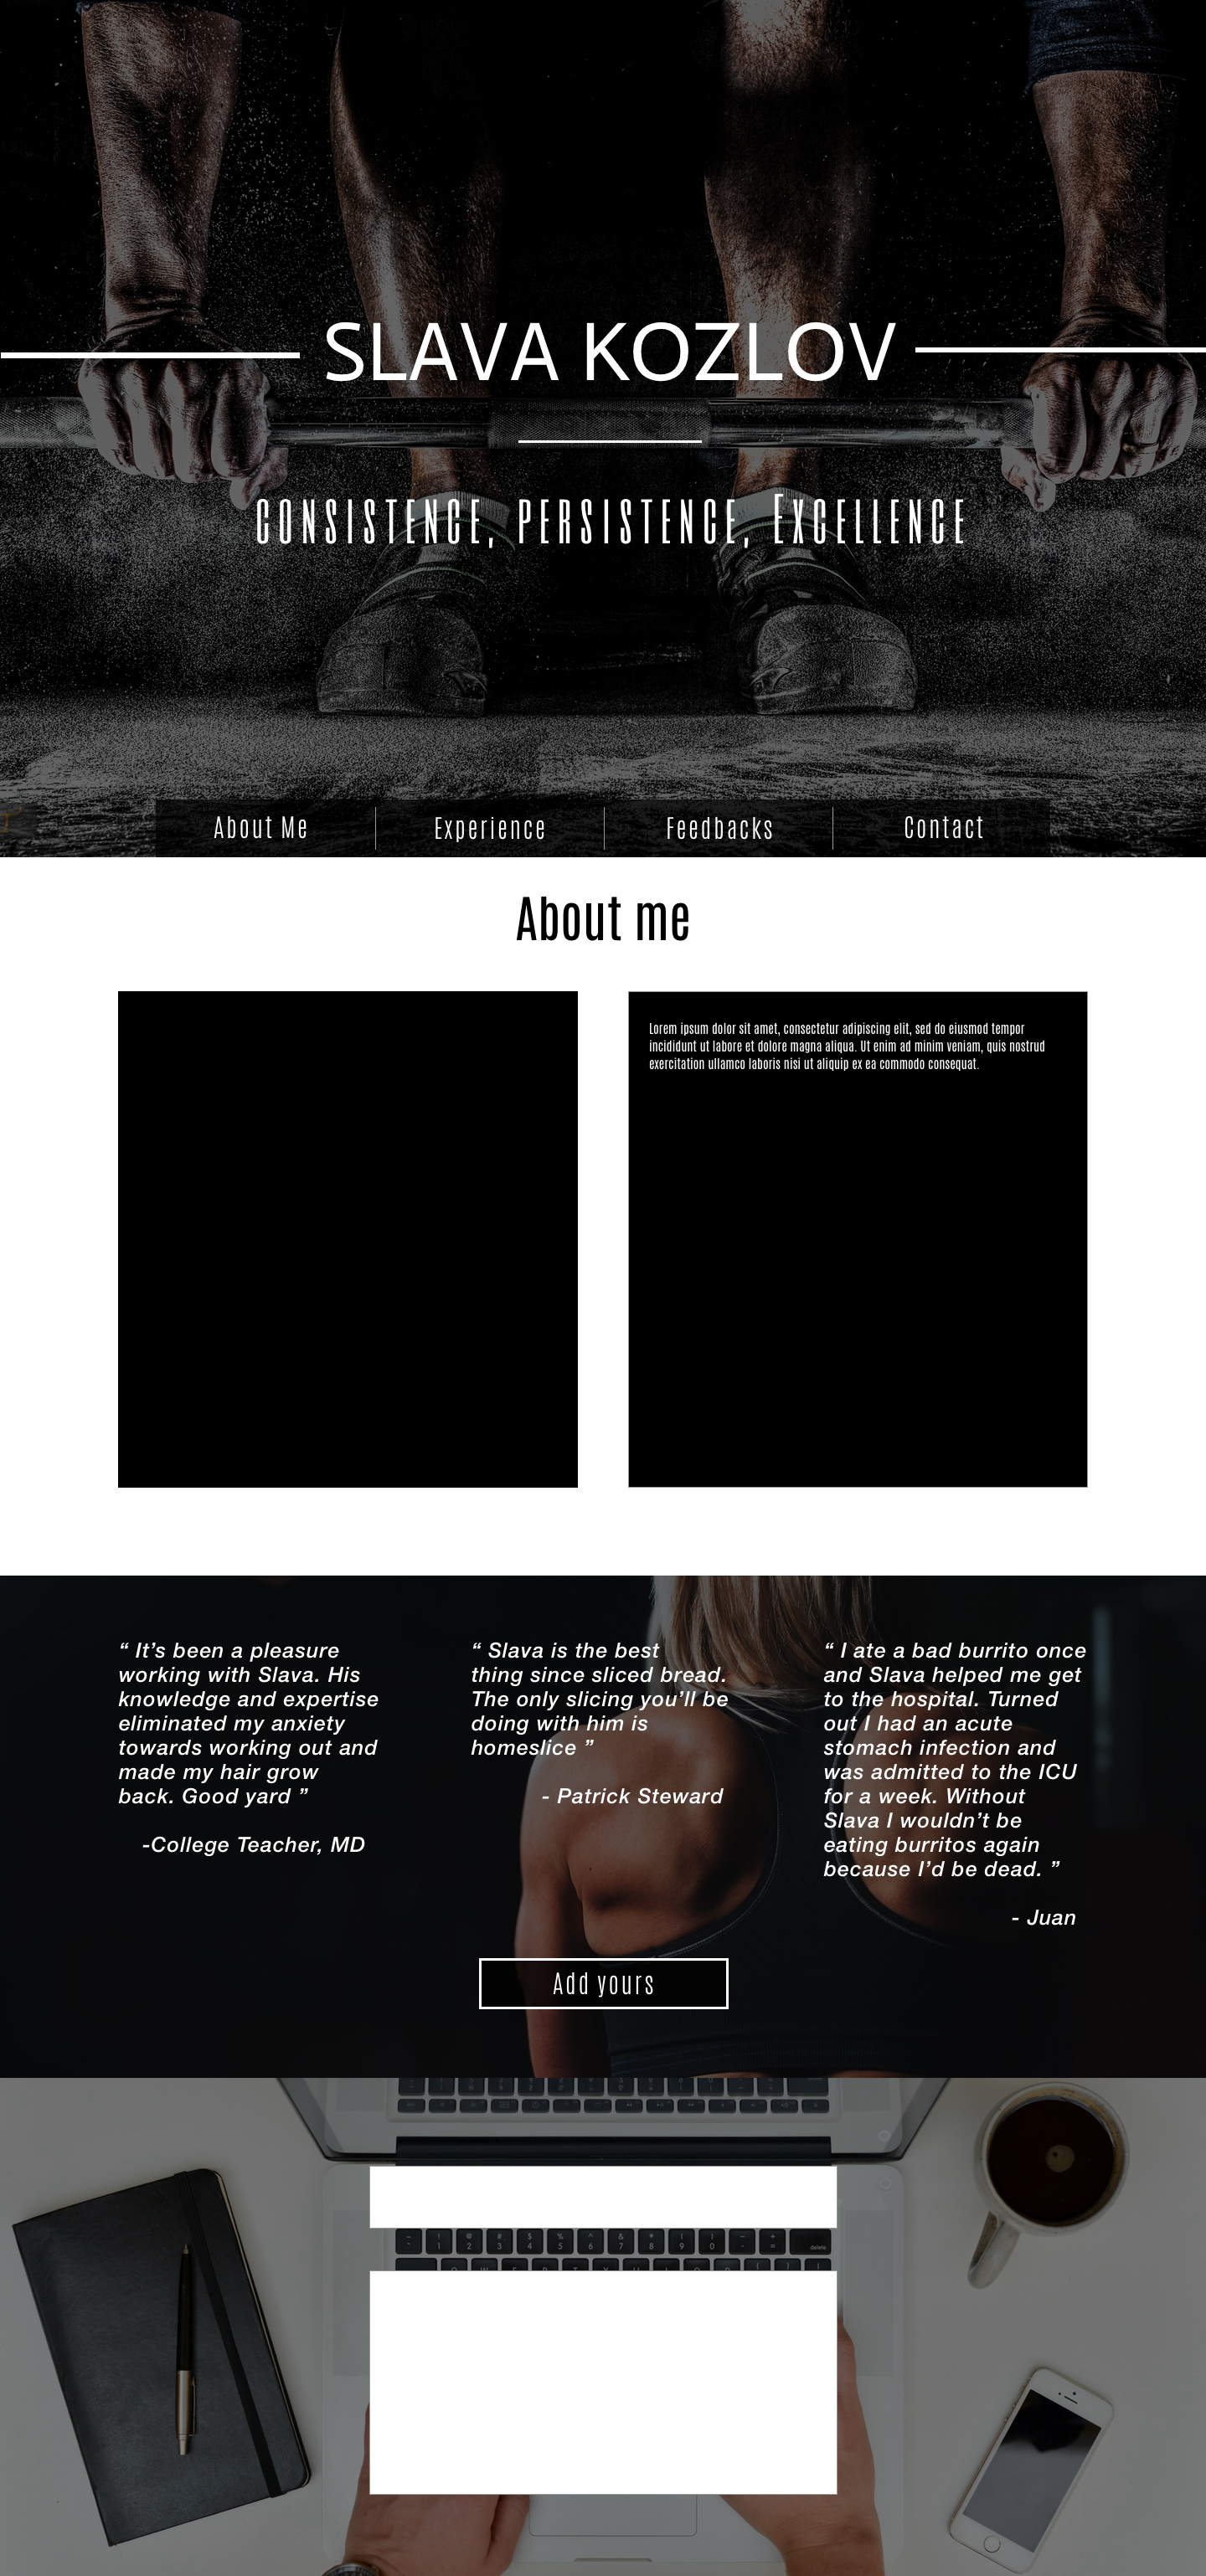 SLAVA KOZLOV
CONSISTENCE, PERSISTENCE, EXCELLENCE
About Me
Experience
Feedbacks
Contact
About me
Lorem ipsum dolor sit amet, consectetur adipiscing elit, sed do eiusmod tempor
incididunt ut labore et dolore magna aliqua. Ut enim ad minim veniam, quis nostrud
exercitation ullamco laboris nisi ut aliquip ex ea commodo consequat.
“ It’s been a pleasure
working with Slava. His
knowledge and expertise
eliminated my anxiety
towards working out and
made my hair grow
back. Good yard ”
-College Teacher, MD
“ Slava is the best
thing since sliced bread.
The only slicing you’ll be
doing with him is
homeslice ”
- Patrick Steward
“ I ate a bad burrito once
and Slava helped me get
to the hospital. Turned
out I had an acute
stomach infection and
was admitted to the ICU
for a week. Without
Slava I wouldn’t be
eating burritos again
because I’d be dead. ”
- Juan
Add yours
delete